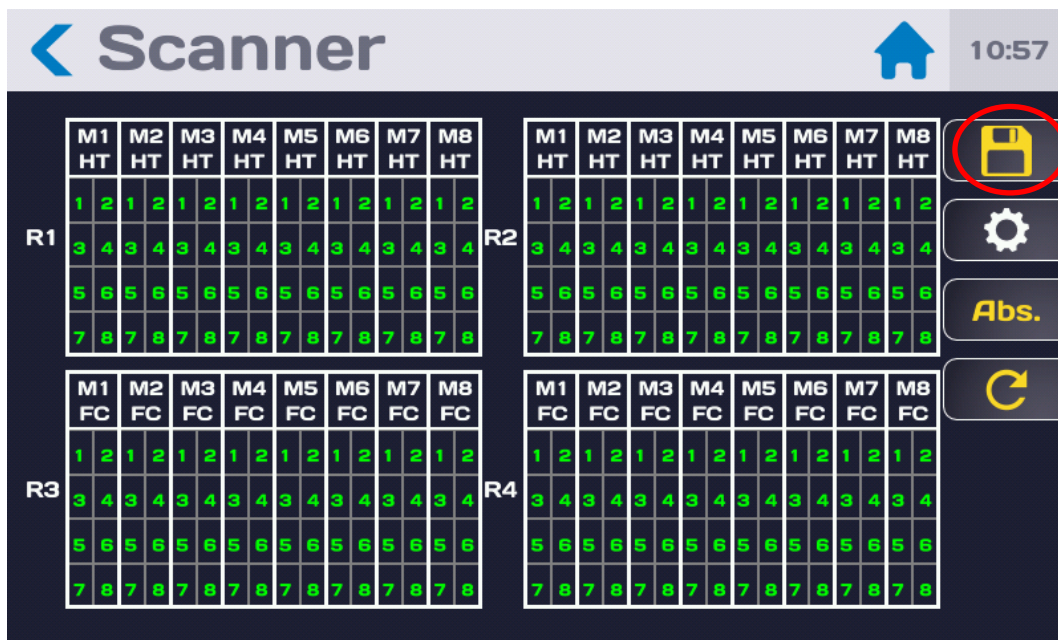 Scanner 10:57
M1 M2 M3 M4 M5 M6 M7 M8 M1 M2 M3 M4 M5 M6 M7 M8
HT HT HT HT HT HT HT HT HT HT HT HT HT HT HT HT
1 2 1 2 1 2 1 2 1 2 1 2 1 2 1 2 1 2 1 2 1 2 1 2 1 2 1 2 1 2 1 2
R1 3 4 3 4 3 4 3 4 3 4 3 4 3 4 3 4 R2 3 4 3 4 3 4 3 4 3 4 3 4 3 4 3 4
5 6 5 6 5 6 5 6 5 6 5 6 5 6 5 6 5 6 5 6 5 6 5 6 5 6 5 6 5 6 5 6
Abs.
7 8 7 8 7 8 7 8 7 8 7 8 7 8 7 8 7 8 7 8 7 8 7 8 7 8 7 8 7 8 7 8
M1 M2 M3 M4 M5 M6 M7 M8 M1 M2 M3 M4 M5 M6 M7 M8
FC FC FC FC FC FC FC FC FC FC FC FC FC FC FC FC
1 2 1 2 1 2 1 2 1 2 1 2 1 2 1 2 1 2 1 2 1 2 1 2 1 2 1 2 1 2 1 2
R3 3 4 3 4 3 4 3 4 3 4 3 4 3 4 3 4 R4 3 4 3 4 3 4 3 4 3 4 3 4 3 4 3 4
5 6 5 6 5 6 5 6 5 6 5 6 5 6 5 6 5 6 5 6 5 6 5 6 5 6 5 6 5 6 5 6
7 8 7 8 7 8 7 8 7 8 7 8 7 8 7 8 7 8 7 8 7 8 7 8 7 8 7 8 7 8 7 8